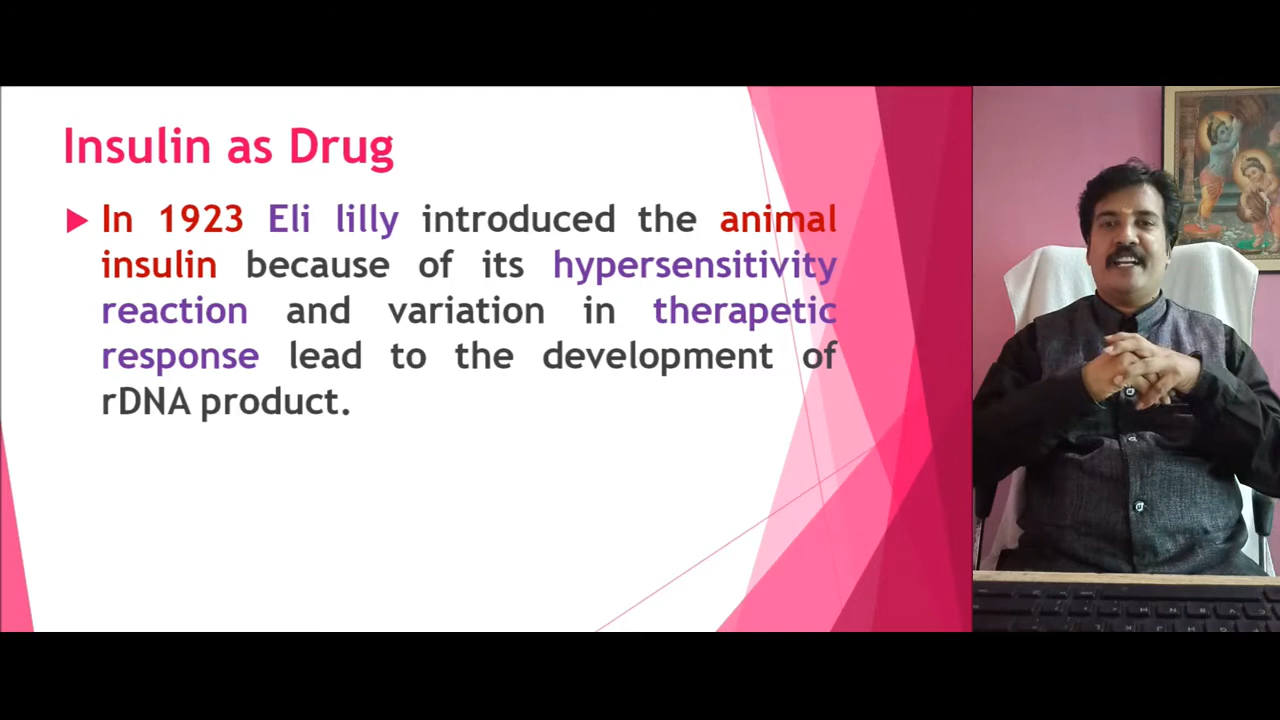 Insulin as Drug
In 1923 Eli lilly introduced the animal
insulin because of its hypersensitivity
reaction and variation in therapetic
response lead to the development of
rDNA product.